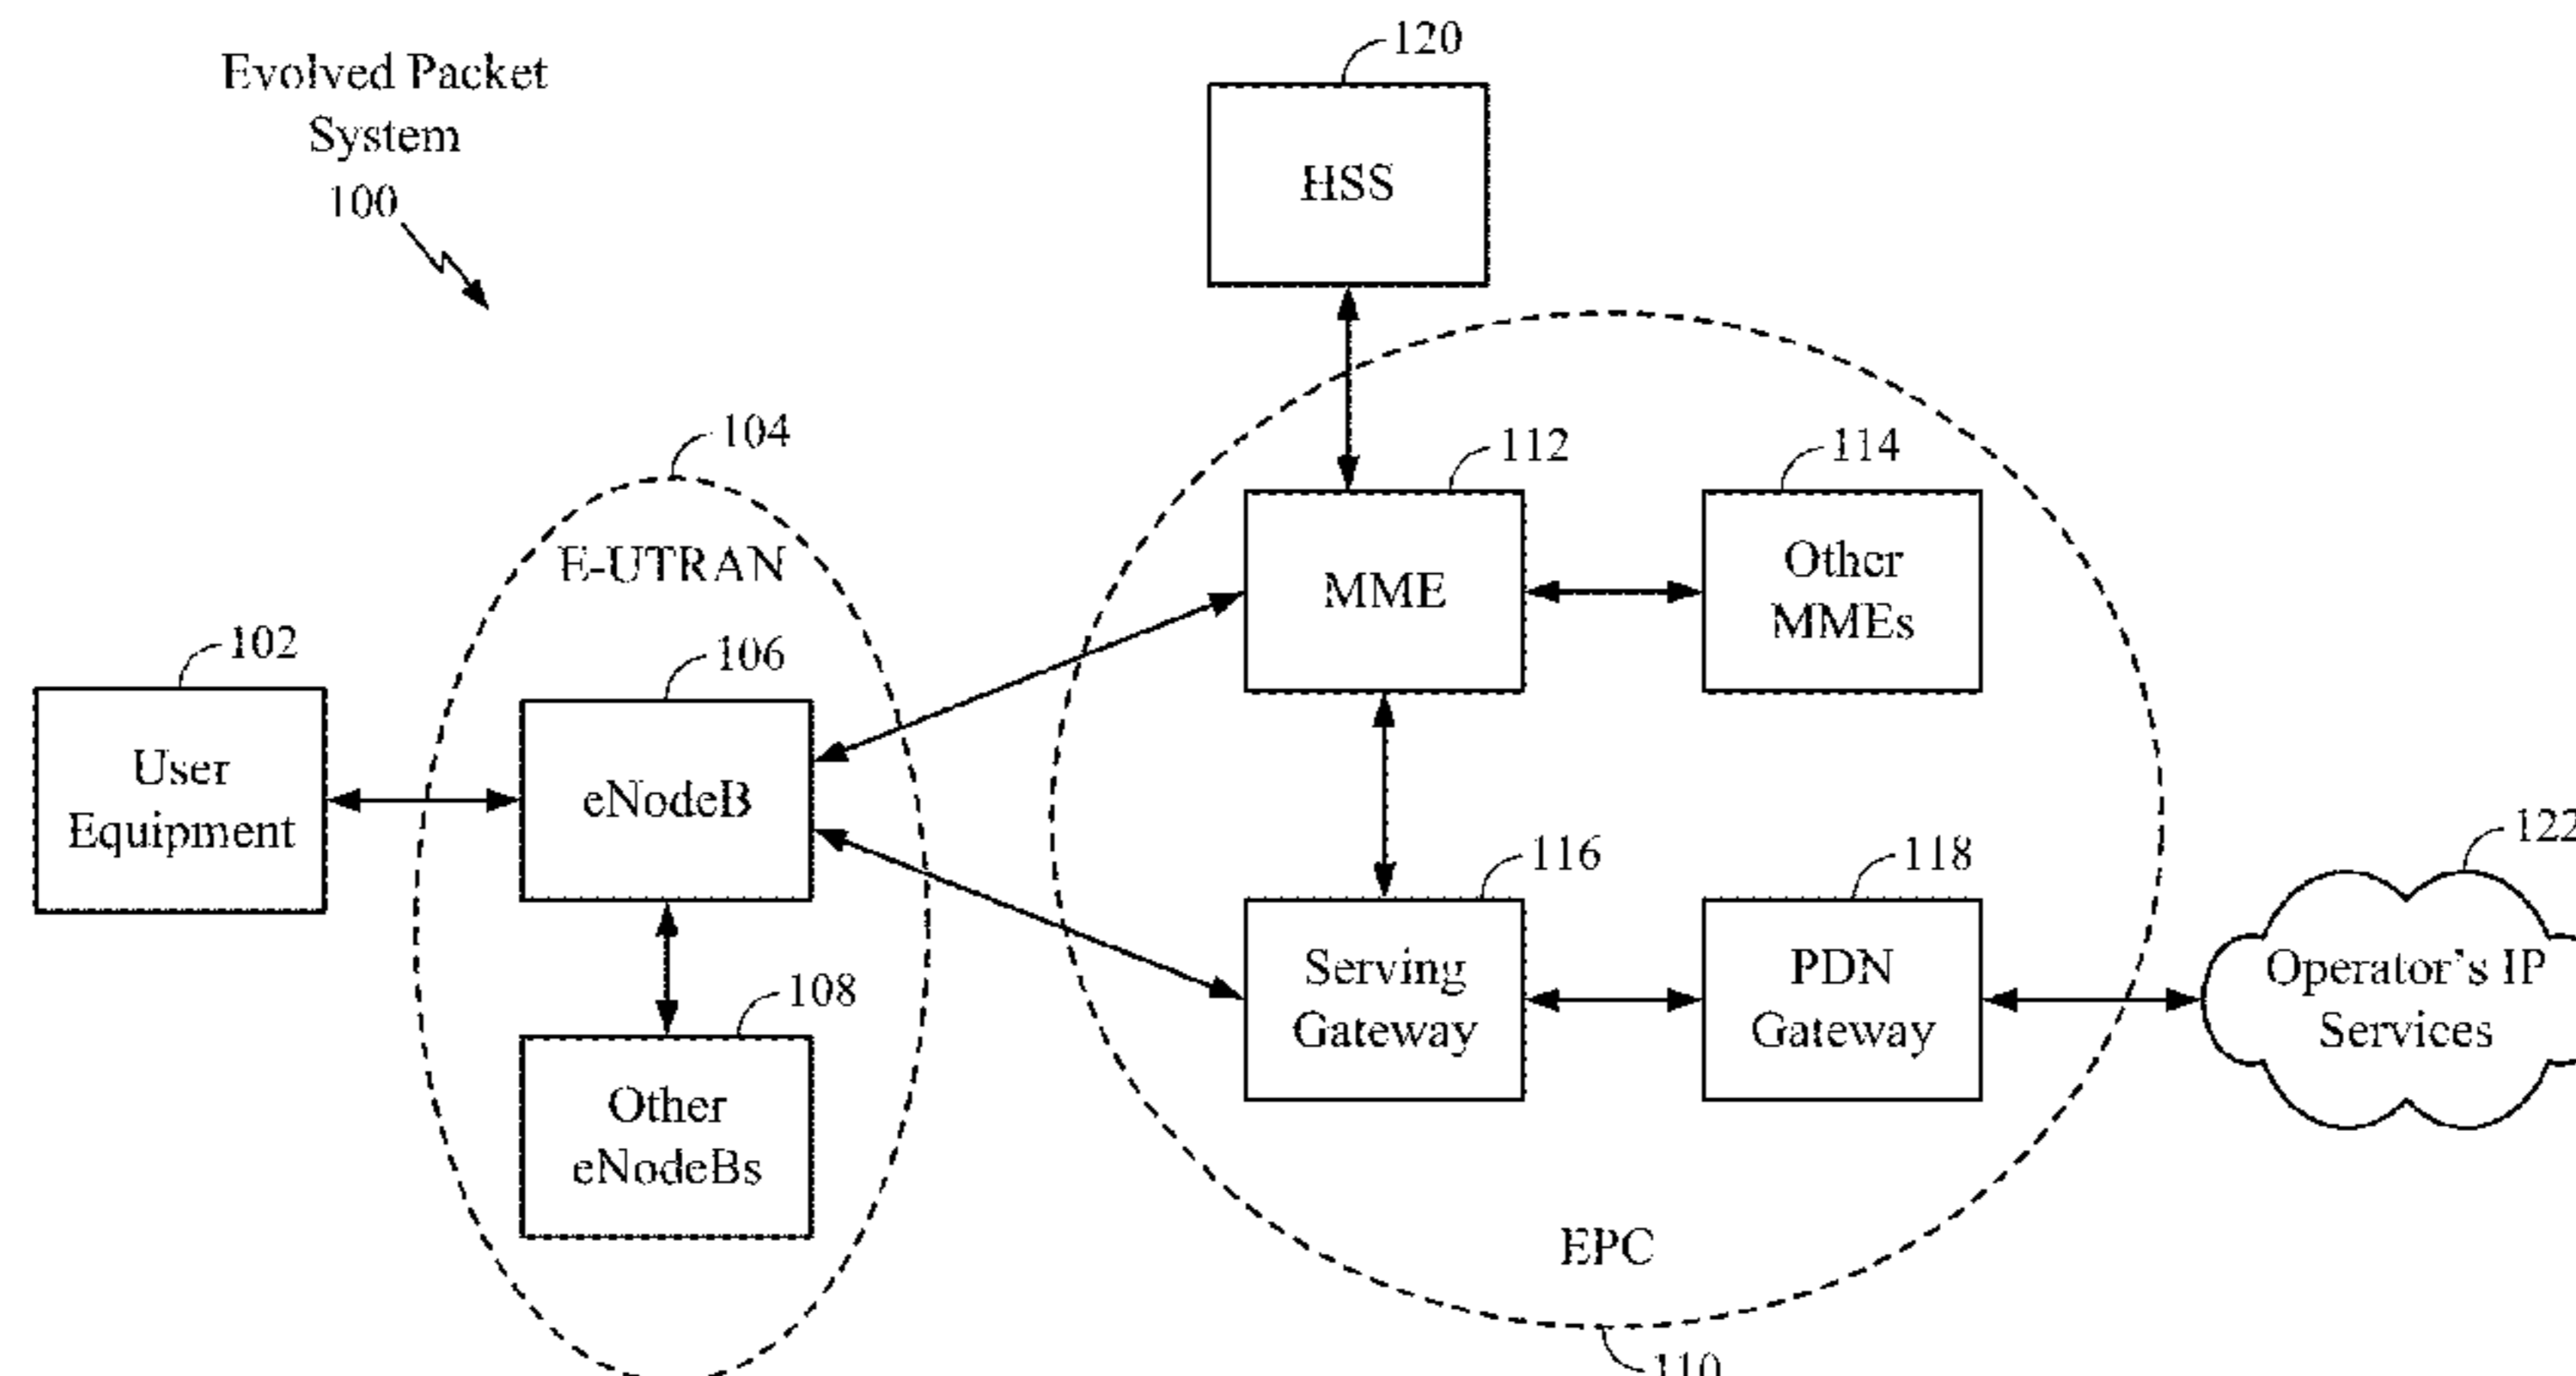 Evolved Packet
System
100
120
HSS
104
E-UTRAN
112
114
MME
Other
MMEs
102
User
Equipment
106
eNodeB
108
Other
eNodeBs
116
Serving
Gateway
118
PDN
Gateway
122
Operator's IP
Services
EPC
110